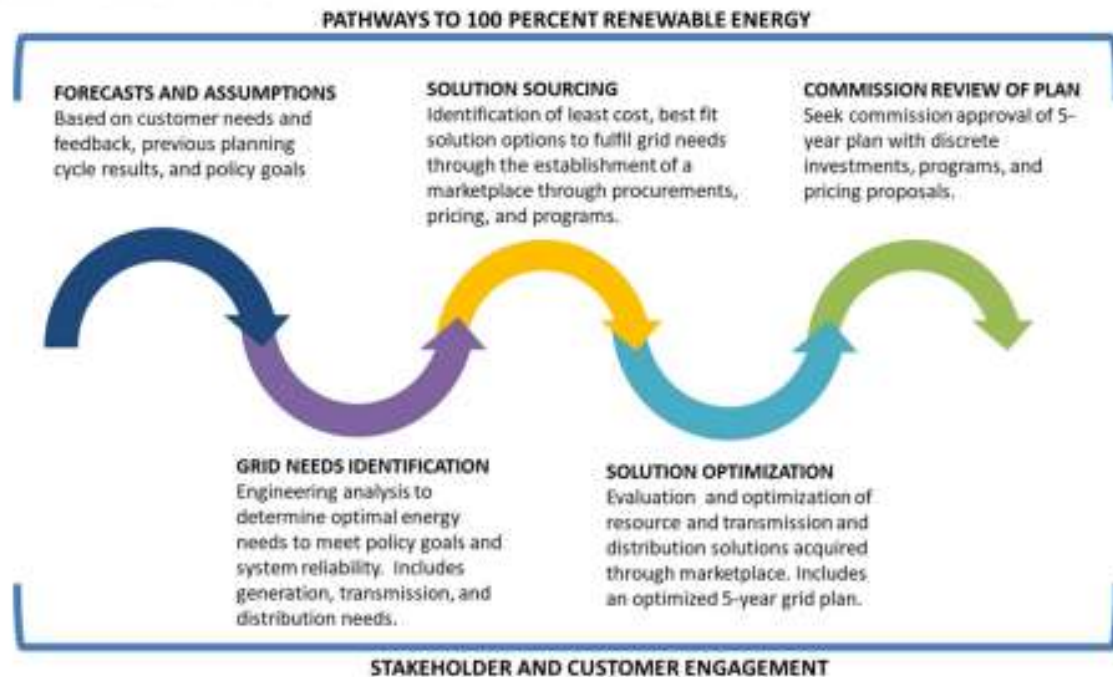 PATHWAYS TO 100 PERCENT RENEWABLE ENERGY
FORECASTS AND ASSUMPTIONS
Based on customer needs and
feedback, previous planning
cycle results, and policy goals
SOLUTION SOURCING
Identification of least cost, best fit
solution options to fulfil grid needs
through the establishment of a
marketplace through procurements,
pricing, and programs.
COMMISSION REVIEW OF PLAN
Seek commission approval of 5-
year plan with discrete
investments, programs, and
pricing proposals.
GRID NEEDS IDENTIFICATION
Engineering analysis to
determine optimal energy
needs to meet policy goals and
system reliability. Includes
generation, transmission, and
distribution needs.
SOLUTION OPTIMIZATION
Evaluation and optimization of
resource and transmission and
distribution solutions acquired
through marketplace. Includes
an optimized 5-year grid plan.
STAKEHOLDER AND CUSTOMER ENGAGEMENT